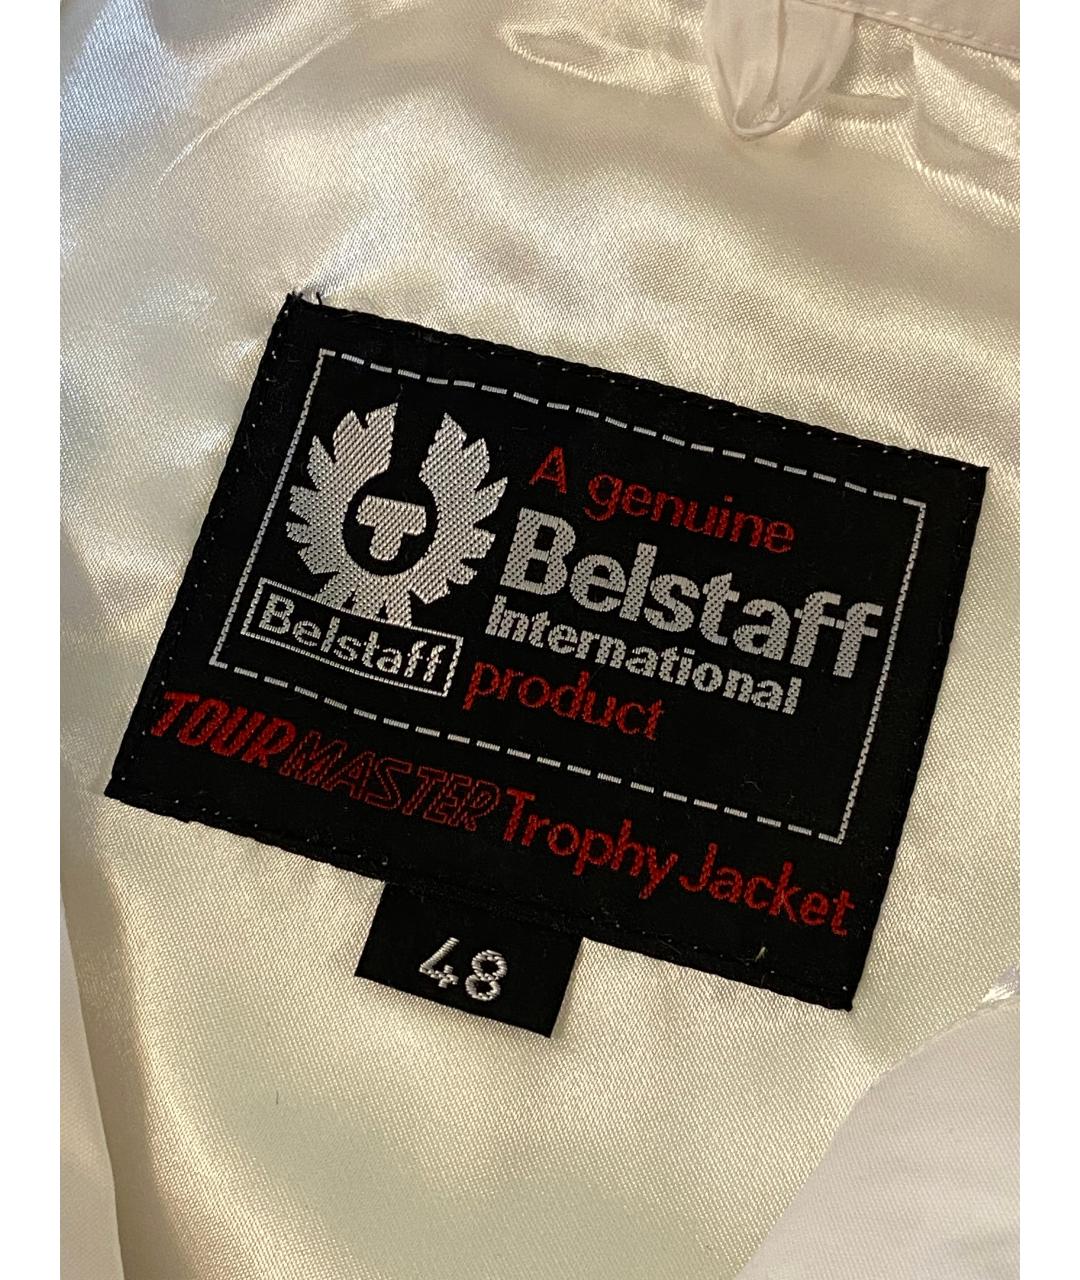 A genuine
Belstaff
International
product
Belstaff
TOURMASTER Trophy Jacket
48